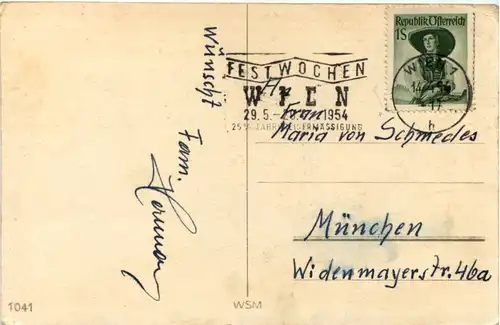 Republik Österreich
1S
WIEN 1
h
FESTWOCHEN
WIEN
29.5. 1954
wünscht
Fam.
Frau
Maria von Schmedes
München
Widenmayerstr. 46a
1041
WSM